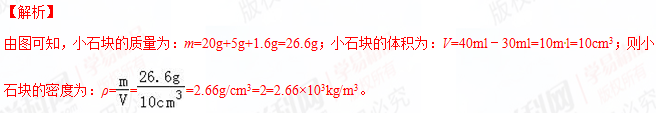 【解析】
由图可知，小石块的质量为：m=20g+5g+1.6g=26.6g；小石块的体积为：V=40ml－30ml=10ml=10cm³；则小
石块的密度为：ρ=m/V=26.6g/10cm³=2.66g/cm³=2=2.66×10³kg/m³。